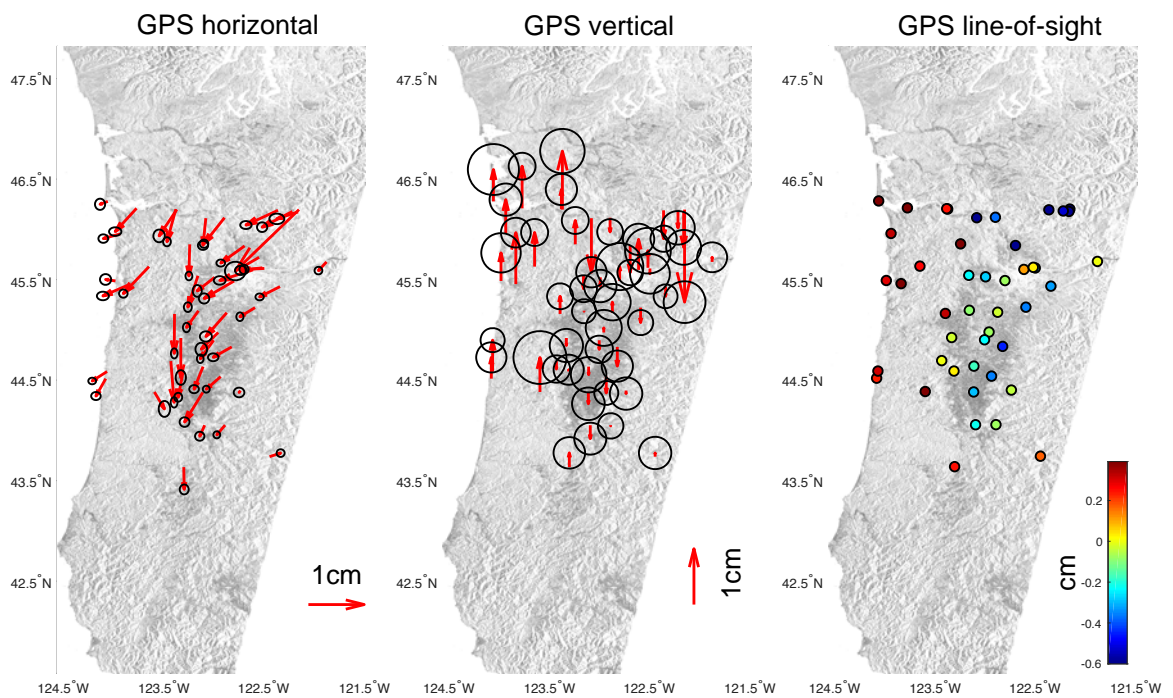 GPS horizontal
GPS vertical
GPS line-of-sight
47.5°N
46.5°N
45.5°N
44.5°N
43.5°N
42.5°N
124.5°W
123.5°W
122.5°W
121.5°W
1cm
47.5°N
46.5°N
45.5°N
44.5°N
43.5°N
42.5°N
124.5°W
123.5°W
122.5°W
121.5°W
1cm
47.5°N
46.5°N
45.5°N
44.5°N
43.5°N
42.5°N
124.5°W
123.5°W
122.5°W
121.5°W
cm
0.2
0
-0.2
-0.4
-0.6